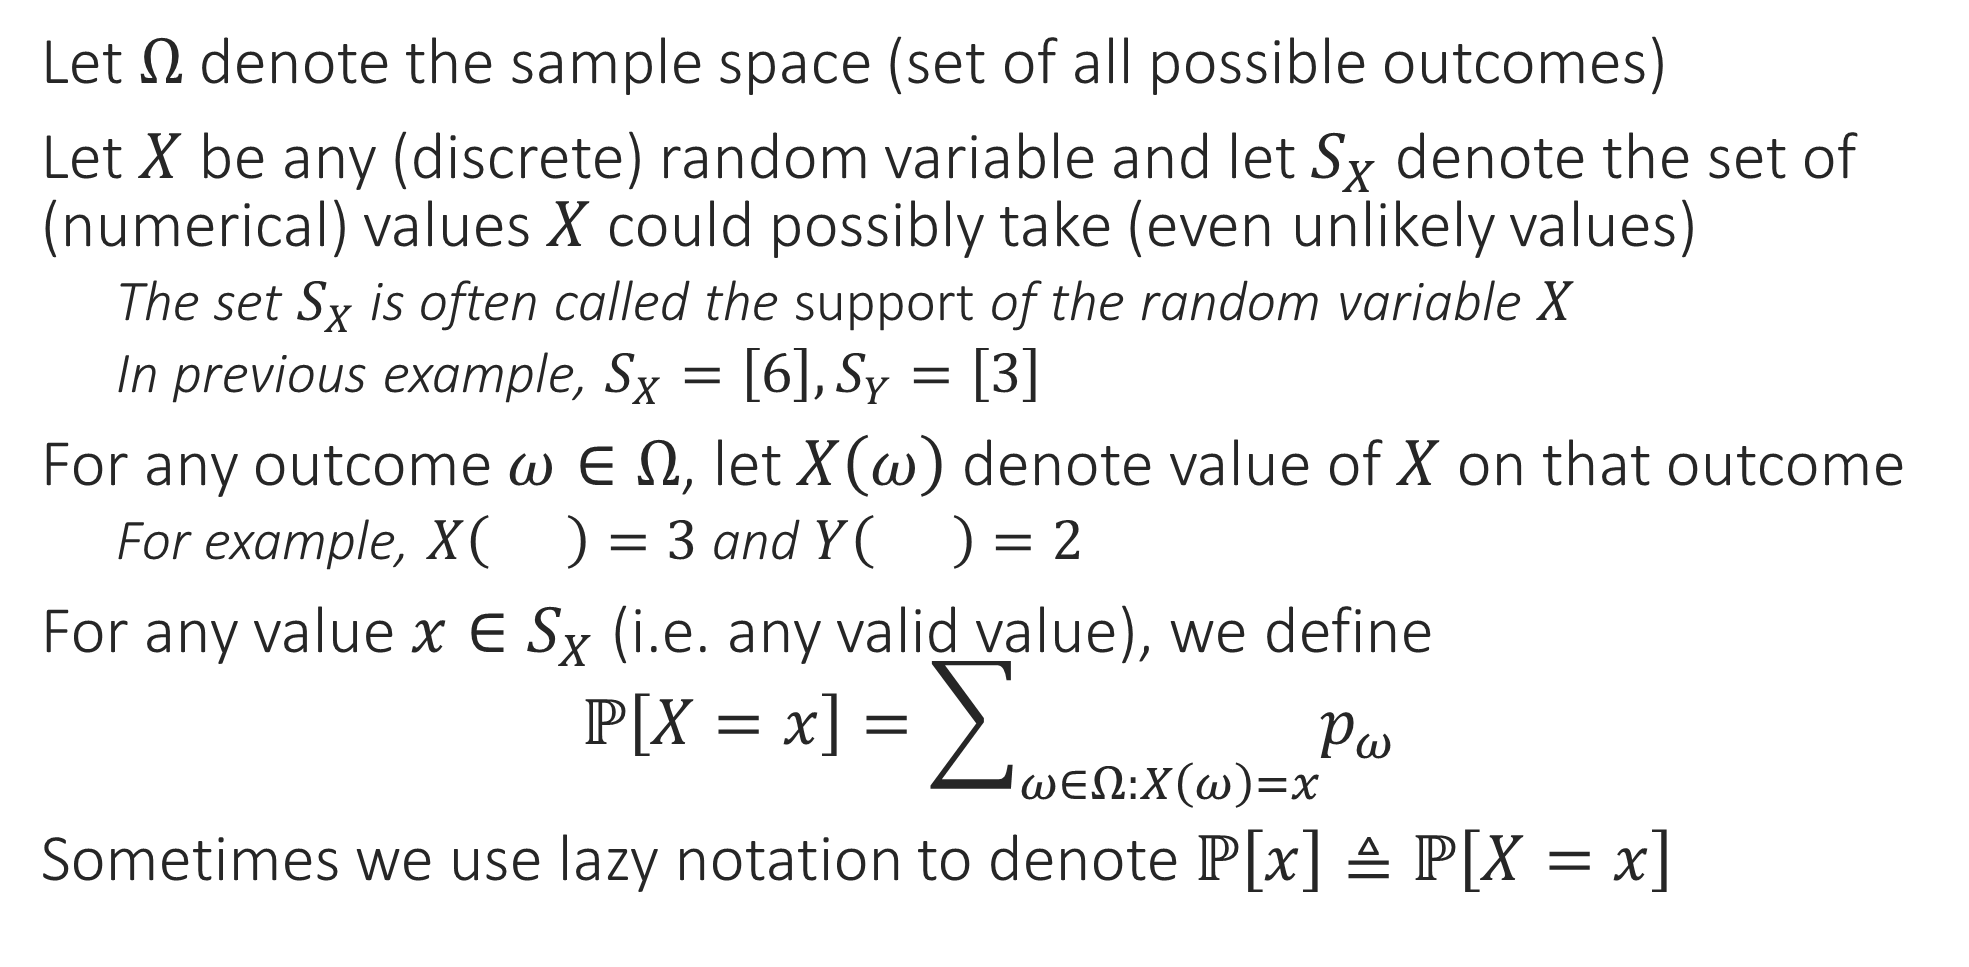 Let Ω denote the sample space (set of all possible outcomes)
Let X be any (discrete) random variable and let S_X denote the set of
(numerical) values X could possibly take (even unlikely values)
The set S_X is often called the support of the random variable X
In previous example, S_X = [6], S_Y = [3]
For any outcome ω ∈ Ω, let X(ω) denote value of X on that outcome
For example, X(   ) = 3 and Y(   ) = 2
For any value x ∈ S_X (i.e. any valid value), we define
ℙ[X = x] = ∑_{ω∈Ω:X(ω)=x} p_ω
Sometimes we use lazy notation to denote ℙ[x] ≜ ℙ[X = x]